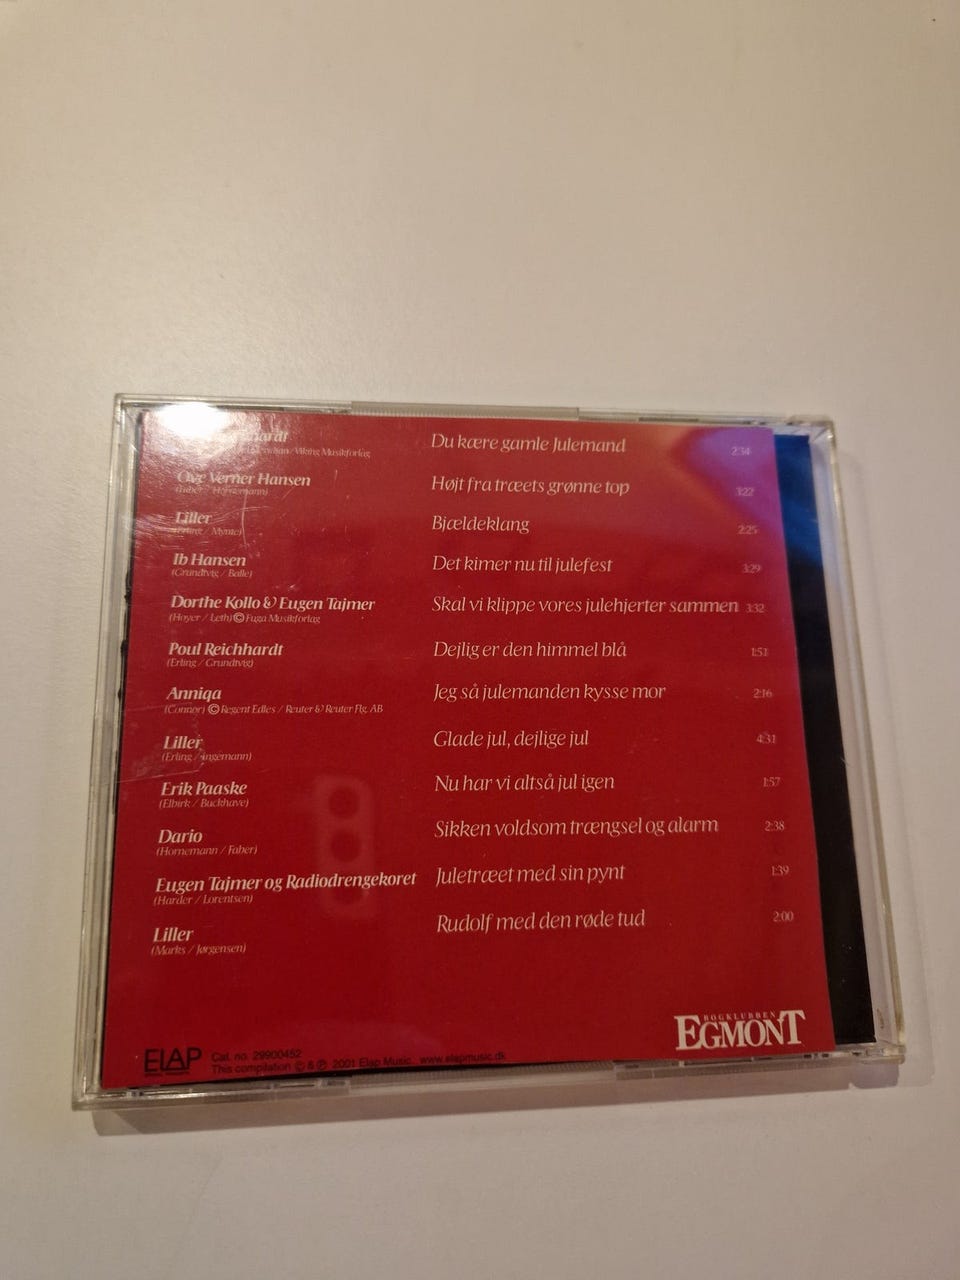 Du kære gamle Julemand 2:34
Viking Musikforlag
Ove Verner Hansen Højt fra træets grønne top 3:22
Liller Bjældeklang 2:25
Ib Hansen Det kimer nu til julefest 3:29
(Grundtvig / Balle)
Dorthe Kollo & Eugen Tajmer Skal vi klippe vores julehjerter sammen 3:32
(Høyer / Leth) © Fuga Musikforlag
Poul Reichhardt Dejlig er den himmel blå 1:51
(Erling / Grundtvig)
Anniqa Jeg så julemanden kysse mor 2:16
(Connor) © Regent Edles / Reuter & Reuter Flg. AB
Liller Glade jul, dejlige jul 4:31
(Erling / Ingemann)
Erik Paaske Nu har vi altså jul igen 1:57
(Elbirk / Buckhave)
Dario Sikken voldsom trængsel og alarm 2:38
(Hornemann / Faber)
Eugen Tajmer og Radiodrengekoret Juletræet med sin pynt 1:39
(Harder / Lorentsen)
Liller Rudolf med den røde tud 2:00
(Marks / Jørgensen)
BOGKLUBBEN
EGMONT
ELAP Cat. no. 29900452
This compilation © & ℗ 2001 Elap Music. www.elapmusic.dk